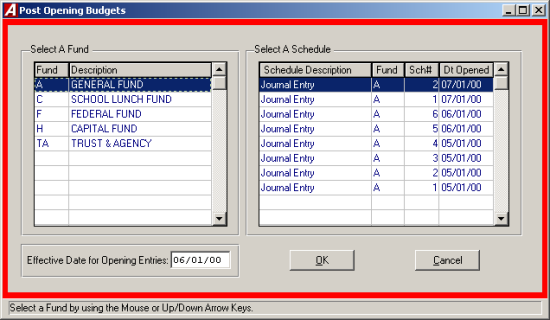 A Post Opening Budgets
Select A Fund
Fund Description
A GENERAL FUND
C SCHOOL LUNCH FUND
F FEDERAL FUND
H CAPITAL FUND
TA TRUST & AGENCY
Select A Schedule
Schedule Description Fund Sch# Dt Opened
Journal Entry A 2 07/01/00
Journal Entry A 1 07/01/00
Journal Entry A 6 06/01/00
Journal Entry A 5 06/01/00
Journal Entry A 4 05/01/00
Journal Entry A 3 05/01/00
Journal Entry A 2 05/01/00
Journal Entry A 1 05/01/00
Effective Date for Opening Entries: 06/01/00
OK
Cancel
Select a Fund by using the Mouse or Up/Down Arrow Keys.